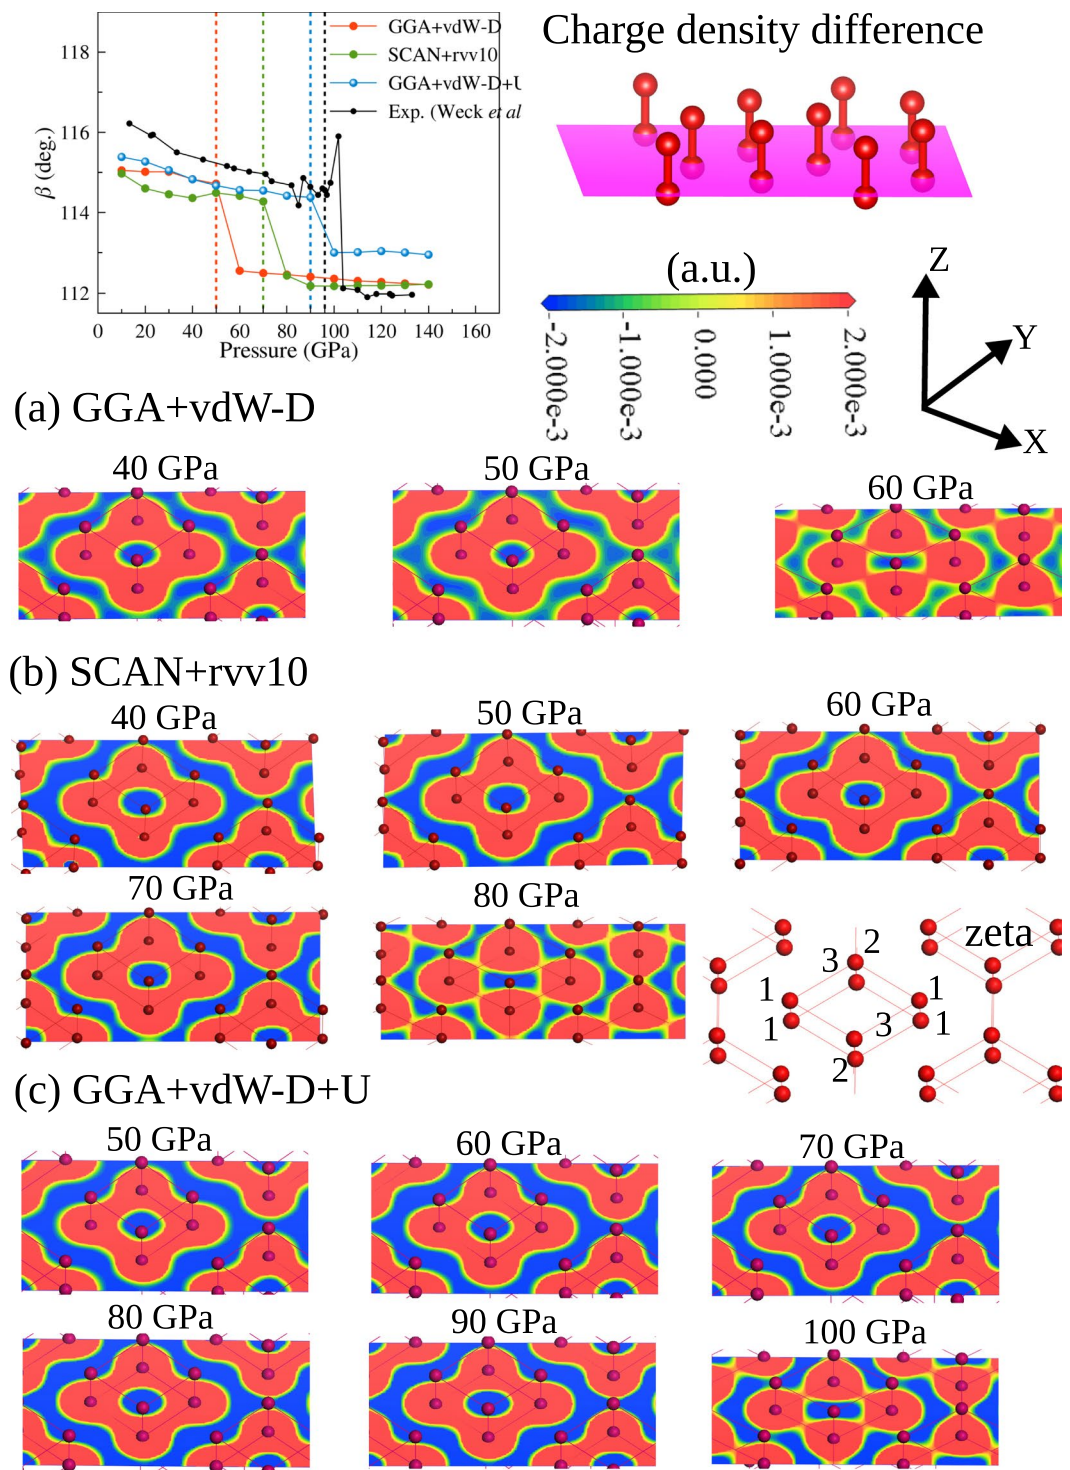 GGA+vdW-D
SCAN+rvv10
GGA+vdW-D+U
Exp. (Weck et al
118
116
114
112
β (deg.)
0 20 40 60 80 100 120 140 160
Pressure (GPa)
Charge density difference
(a.u.)
-2.000e-3
-1.000e-3
0.000
1.000e-3
2.000e-3
Z
Y
X
(a) GGA+vdW-D
40 GPa
50 GPa
60 GPa
(b) SCAN+rvv10
40 GPa
50 GPa
60 GPa
70 GPa
80 GPa
zeta
2
3
1 1
1 3 1
2
(c) GGA+vdW-D+U
50 GPa
60 GPa
70 GPa
80 GPa
90 GPa
100 GPa